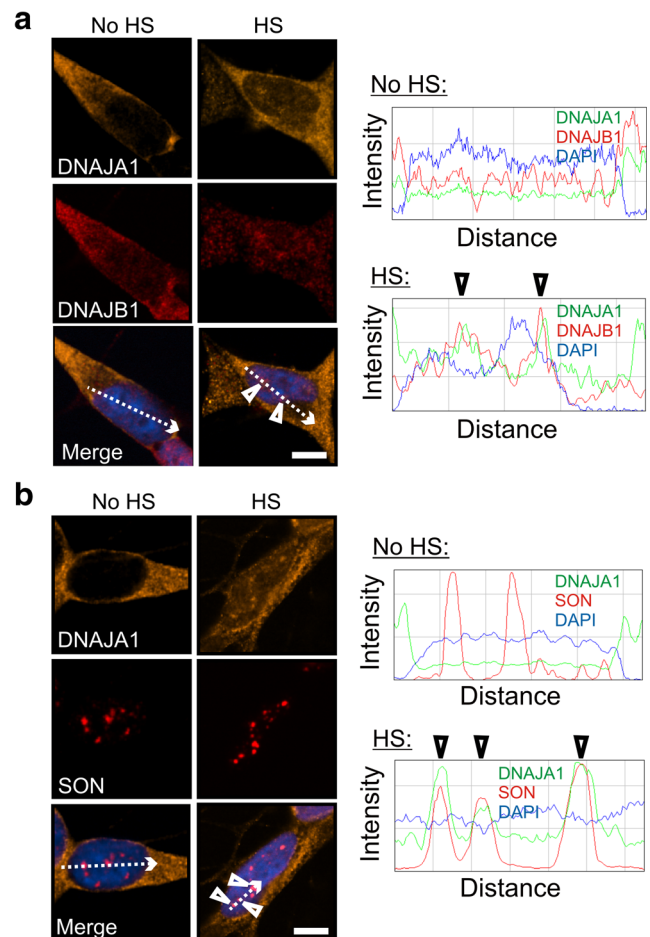 a
No HS HS
DNAJA1
DNAJB1
Merge
No HS:
DNAJA1
DNAJB1
DAPI
Intensity
Distance
HS:
DNAJA1
DNAJB1
DAPI
Intensity
Distance
b
No HS HS
DNAJA1
SON
Merge
No HS:
DNAJA1
SON
DAPI
Intensity
Distance
HS:
DNAJA1
SON
DAPI
Intensity
Distance